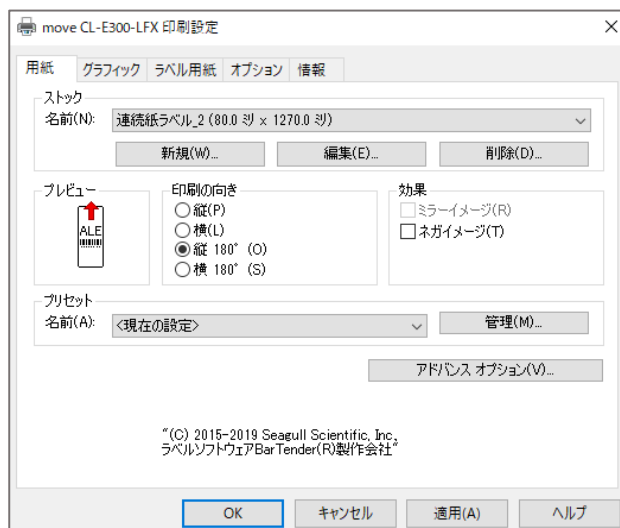 move CL-E300-LFX 印刷設定
用紙 グラフィック ラベル用紙 オプション 情報
ストック
名前(N): 連続紙ラベル_2 (80.0 ミリ x 1270.0 ミリ)
新規(W)... 編集(E)... 削除(D)...
プレビュー 印刷の向き 効果
ALE
縦(P)
横(L)
縦 180° (O)
横 180° (S)
ミラーイメージ(R)
ネガイメージ(T)
プリセット
名前(A): <現在の設定> 管理(M)...
アドバンス オプション(V)...
"(C) 2015-2019 Seagull Scientific, Inc.
ラベルソフトウェアBarTender(R)製作会社"
OK キャンセル 適用(A) ヘルプ